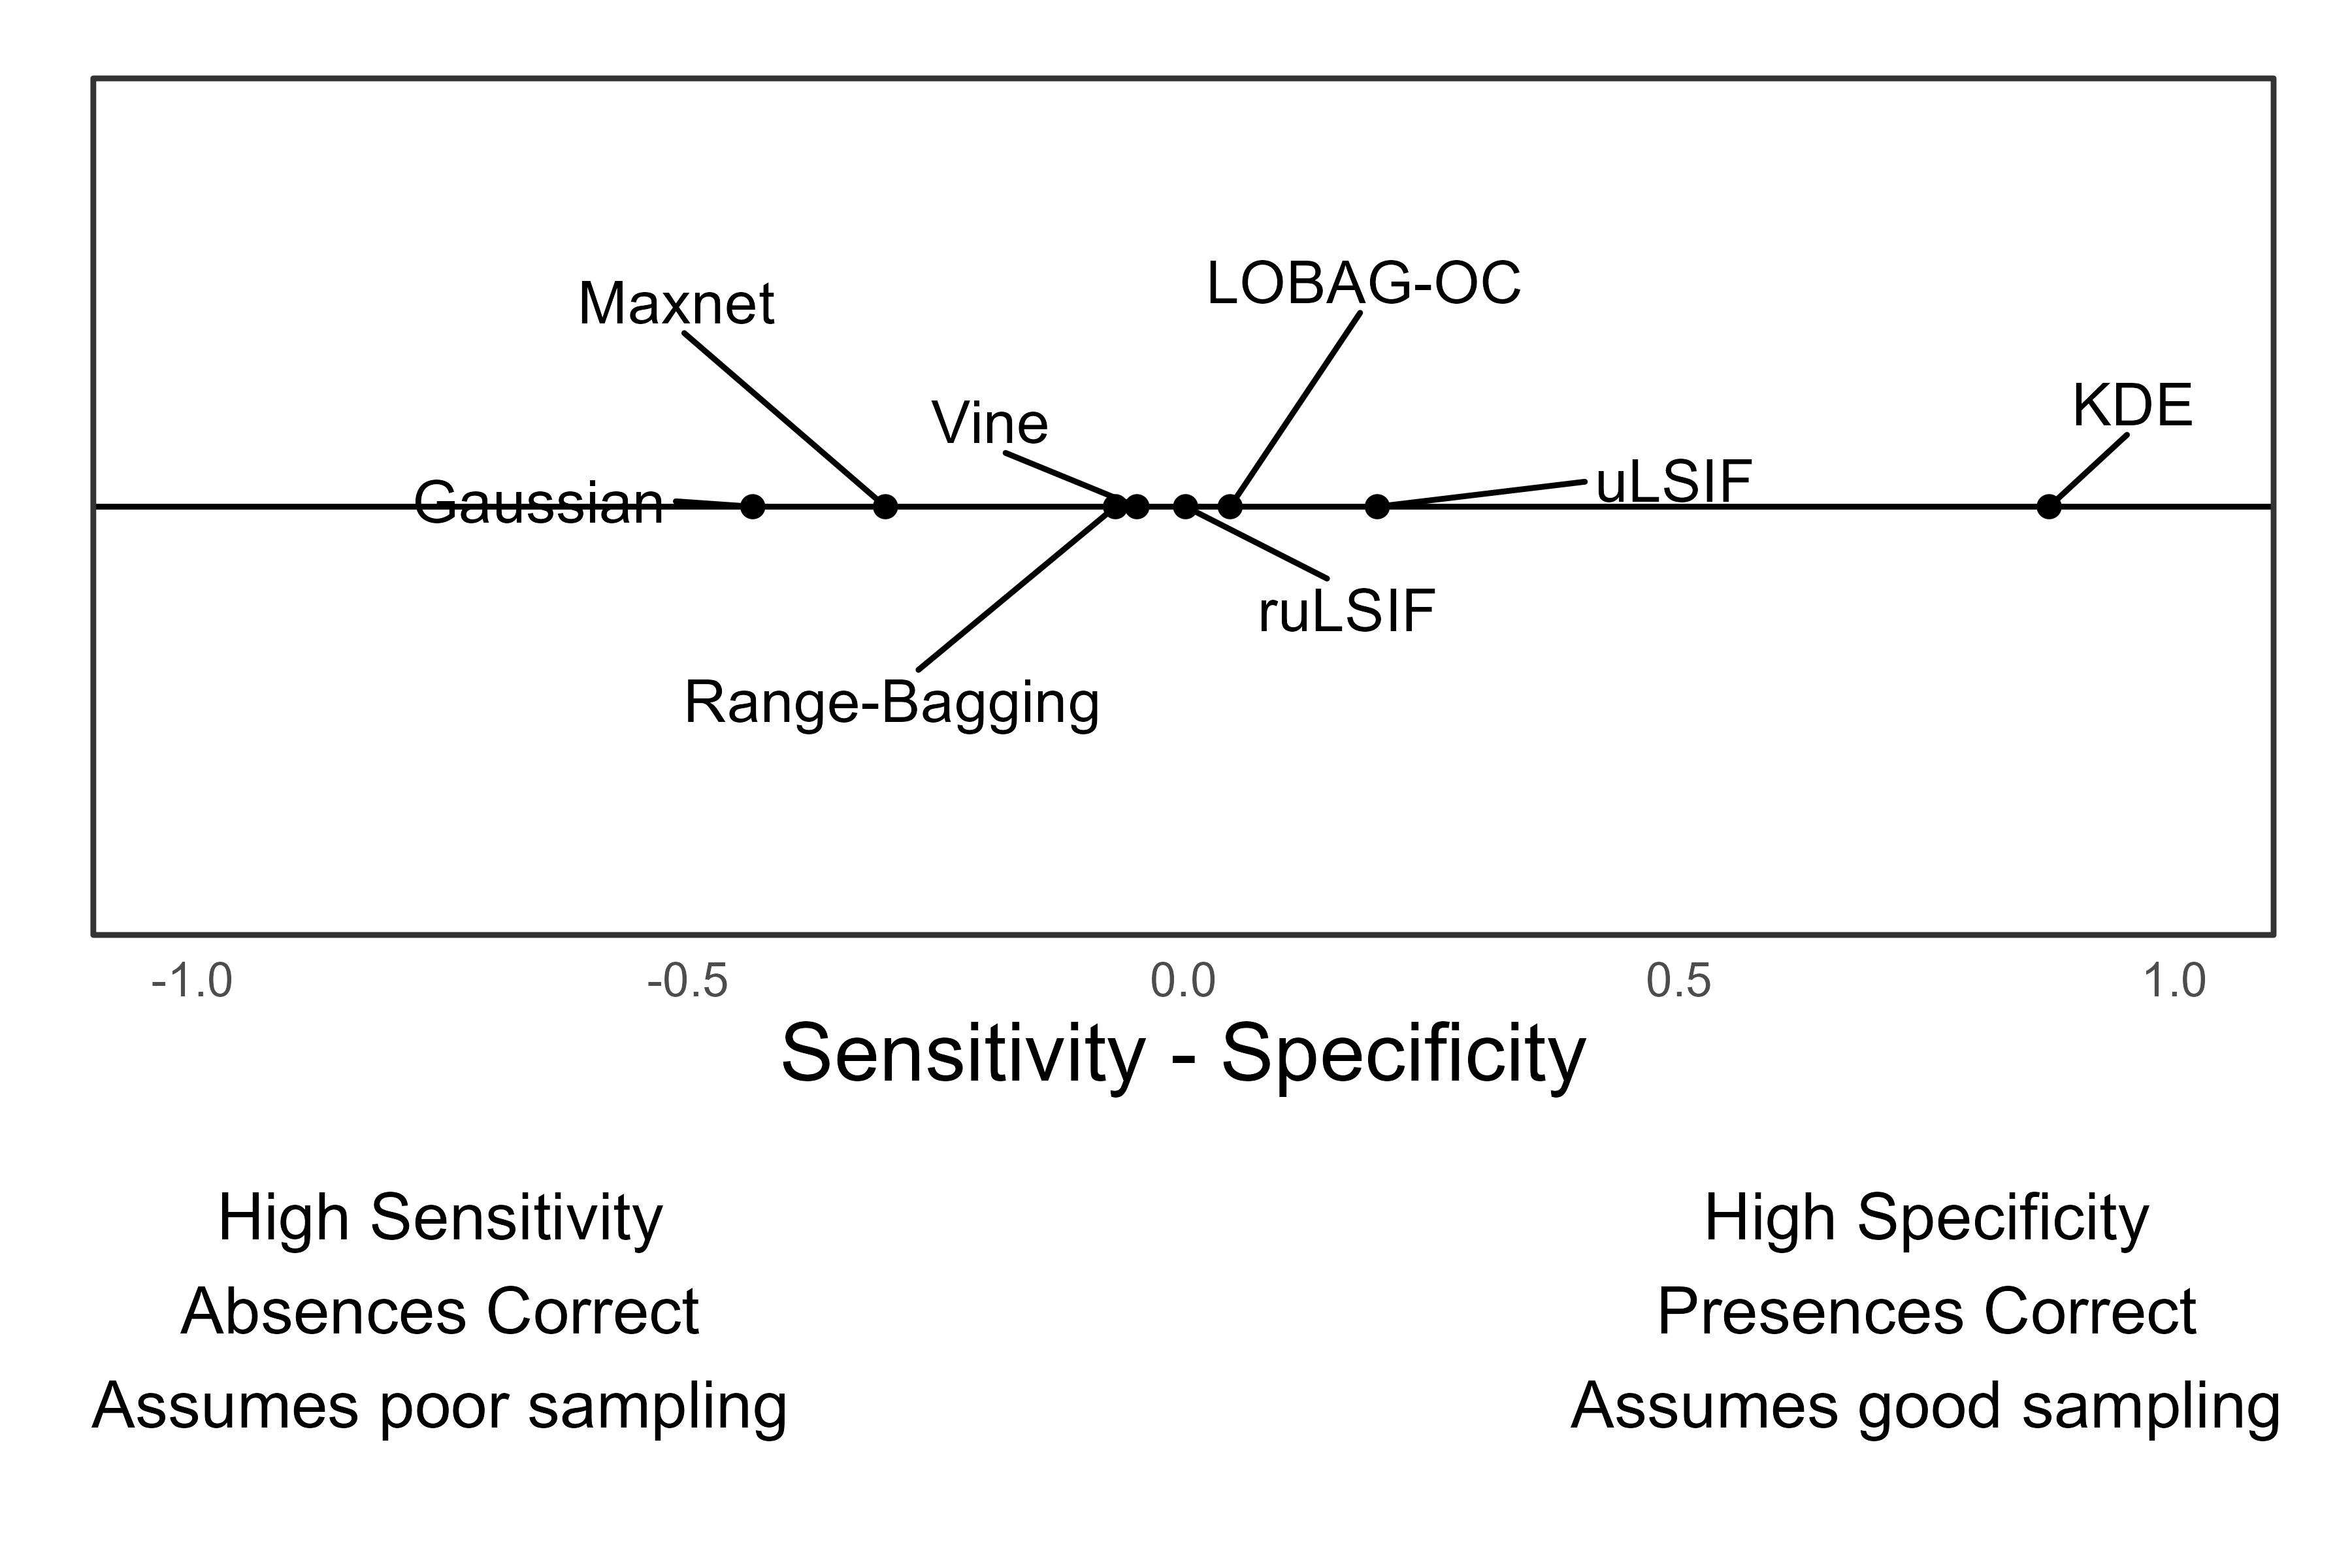 LOBAG-OC
Maxnet
KDE
Vine
uLSIF
Gaussian
ruLSIF
Range-Bagging
-1.0 -0.5 0.0 0.5 1.0
Sensitivity - Specificity
High Sensitivity High Specificity
Absences Correct Presences Correct
Assumes poor sampling Assumes good sampling